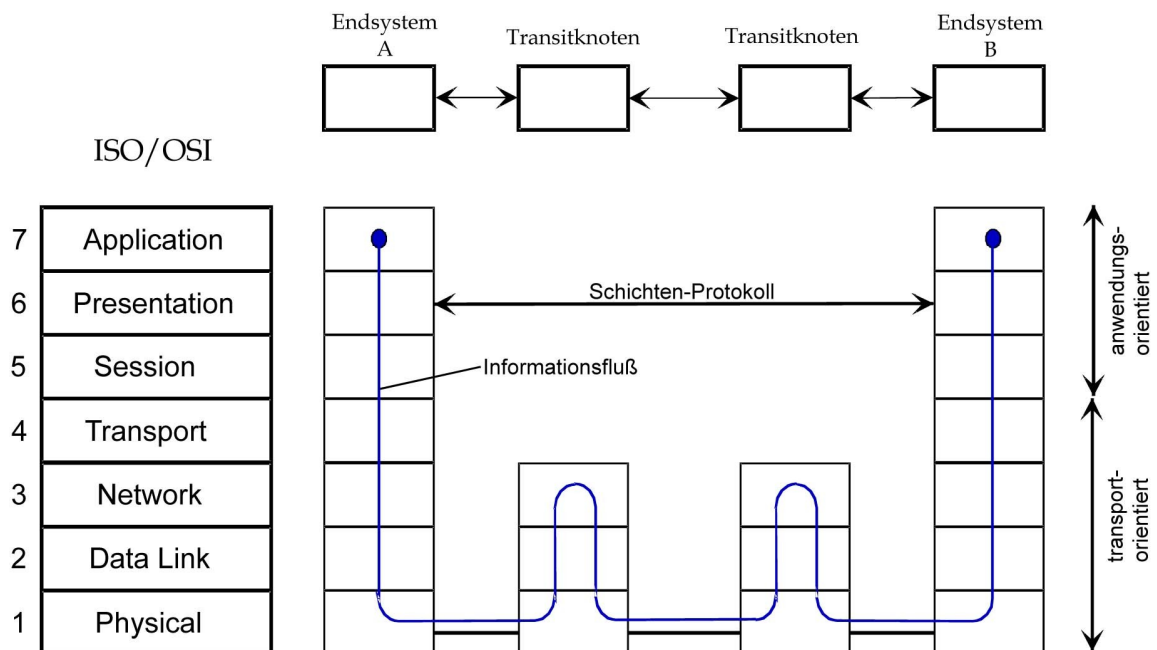 Endsystem
A
Transitknoten
Transitknoten
Endsystem
B
ISO/OSI
7 Application
6 Presentation
5 Session
4 Transport
3 Network
2 Data Link
1 Physical
Schichten-Protokoll
Informationsfluß
anwendungs-
orientiert
transport-
orientiert